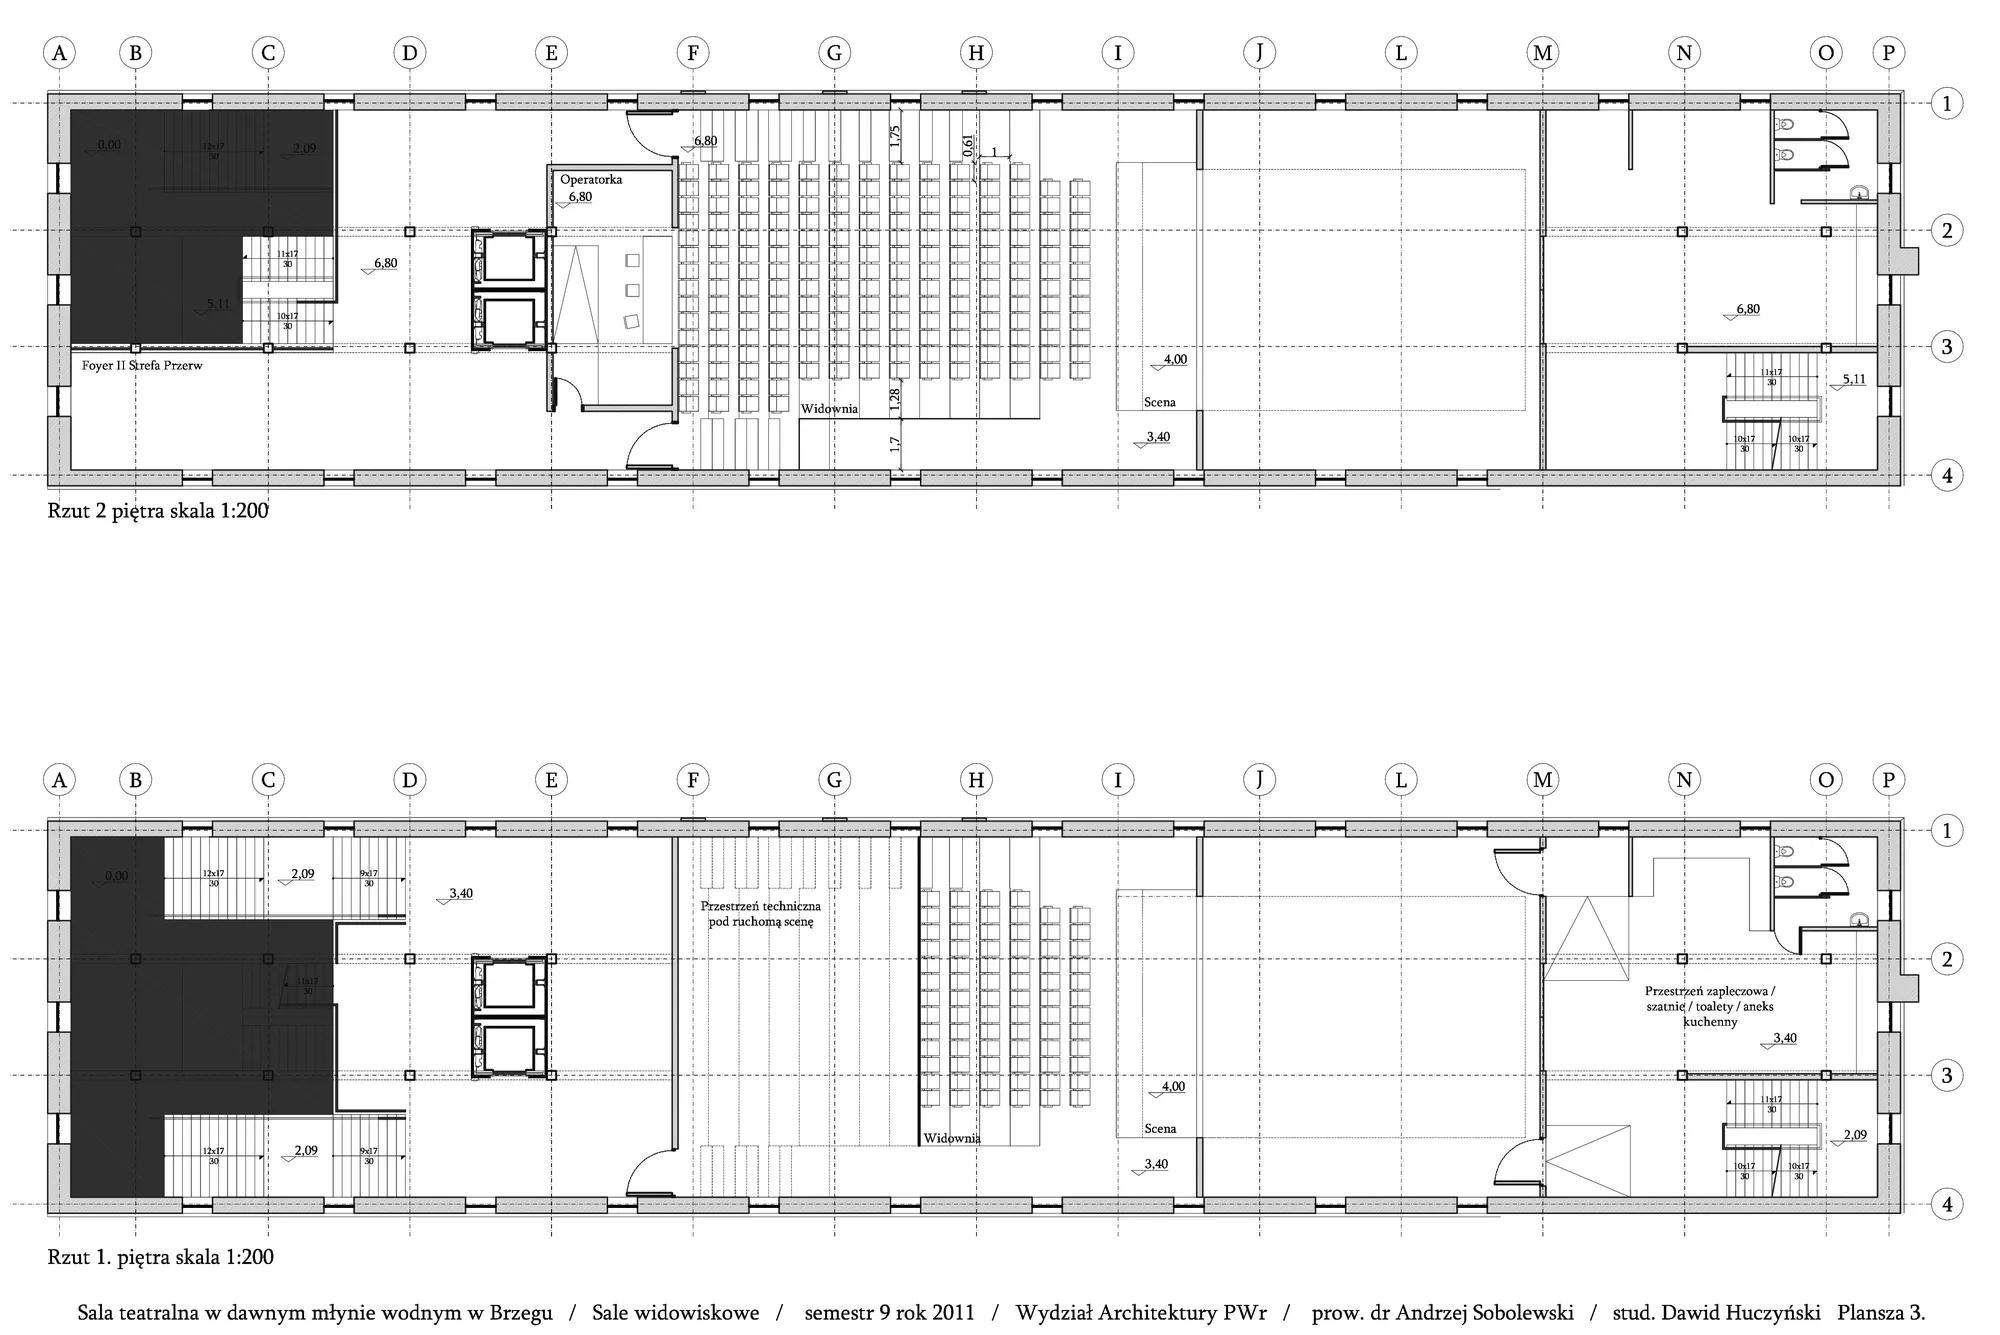 A B C D E F G H I J L M N O P
1
0,00
12x17
30
2,09
6,80
1,75
0,61
1
Operatorka
6,80
2
11x17
30
6,80
5,11
10x17
30
6,80
3
Foyer II Strefa Przerw
4,00
11x17
30
5,11
1,28
Widownia
Scena
3,40
1,7
10x17
30
10x17
30
4
Rzut 2 piętra skala 1:200
A B C D E F G H I J L M N O P
1
0,00
12x17
30
2,09
9x17
30
3,40
Przestrzeń techniczna
pod ruchomą scenę
2
11x17
30
Przestrzeń zapleczowa /
szatnie / toalety / aneks
kuchenny
3,40
3
4,00
11x17
30
Scena
2,09
Widownia
12x17
30
2,09
9x17
30
3,40
10x17
30
10x17
30
4
Rzut 1. piętra skala 1:200
Sala teatralna w dawnym młynie wodnym w Brzegu / Sale widowiskowe / semestr 9 rok 2011 / Wydział Architektury PWr / prow. dr Andrzej Sobolewski / stud. Dawid Huczyński Plansza 3.